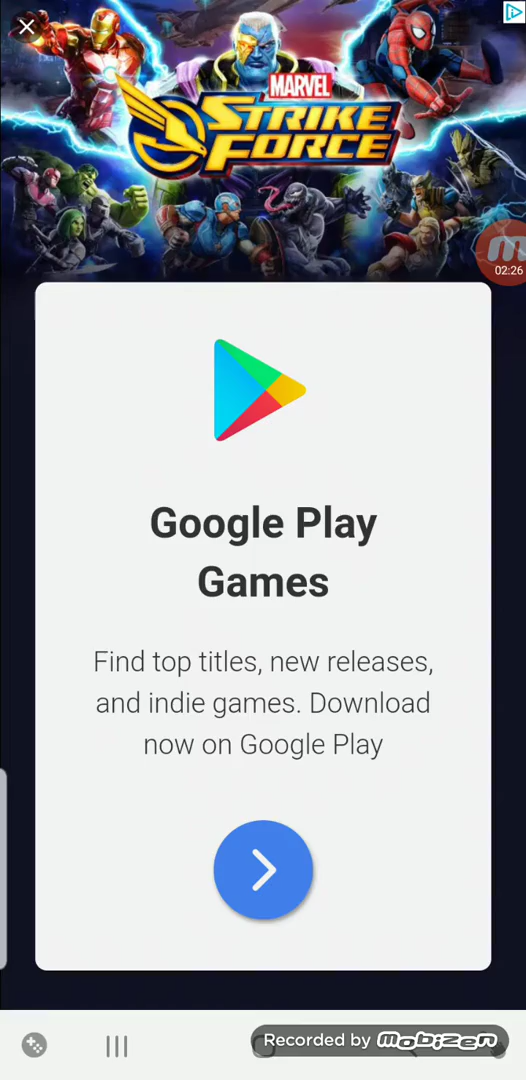 MARVEL
STRIKE
FORCE
02:26
Google Play
Games
Find top titles, new releases,
and indie games. Download
now on Google Play
Recorded by mobizen